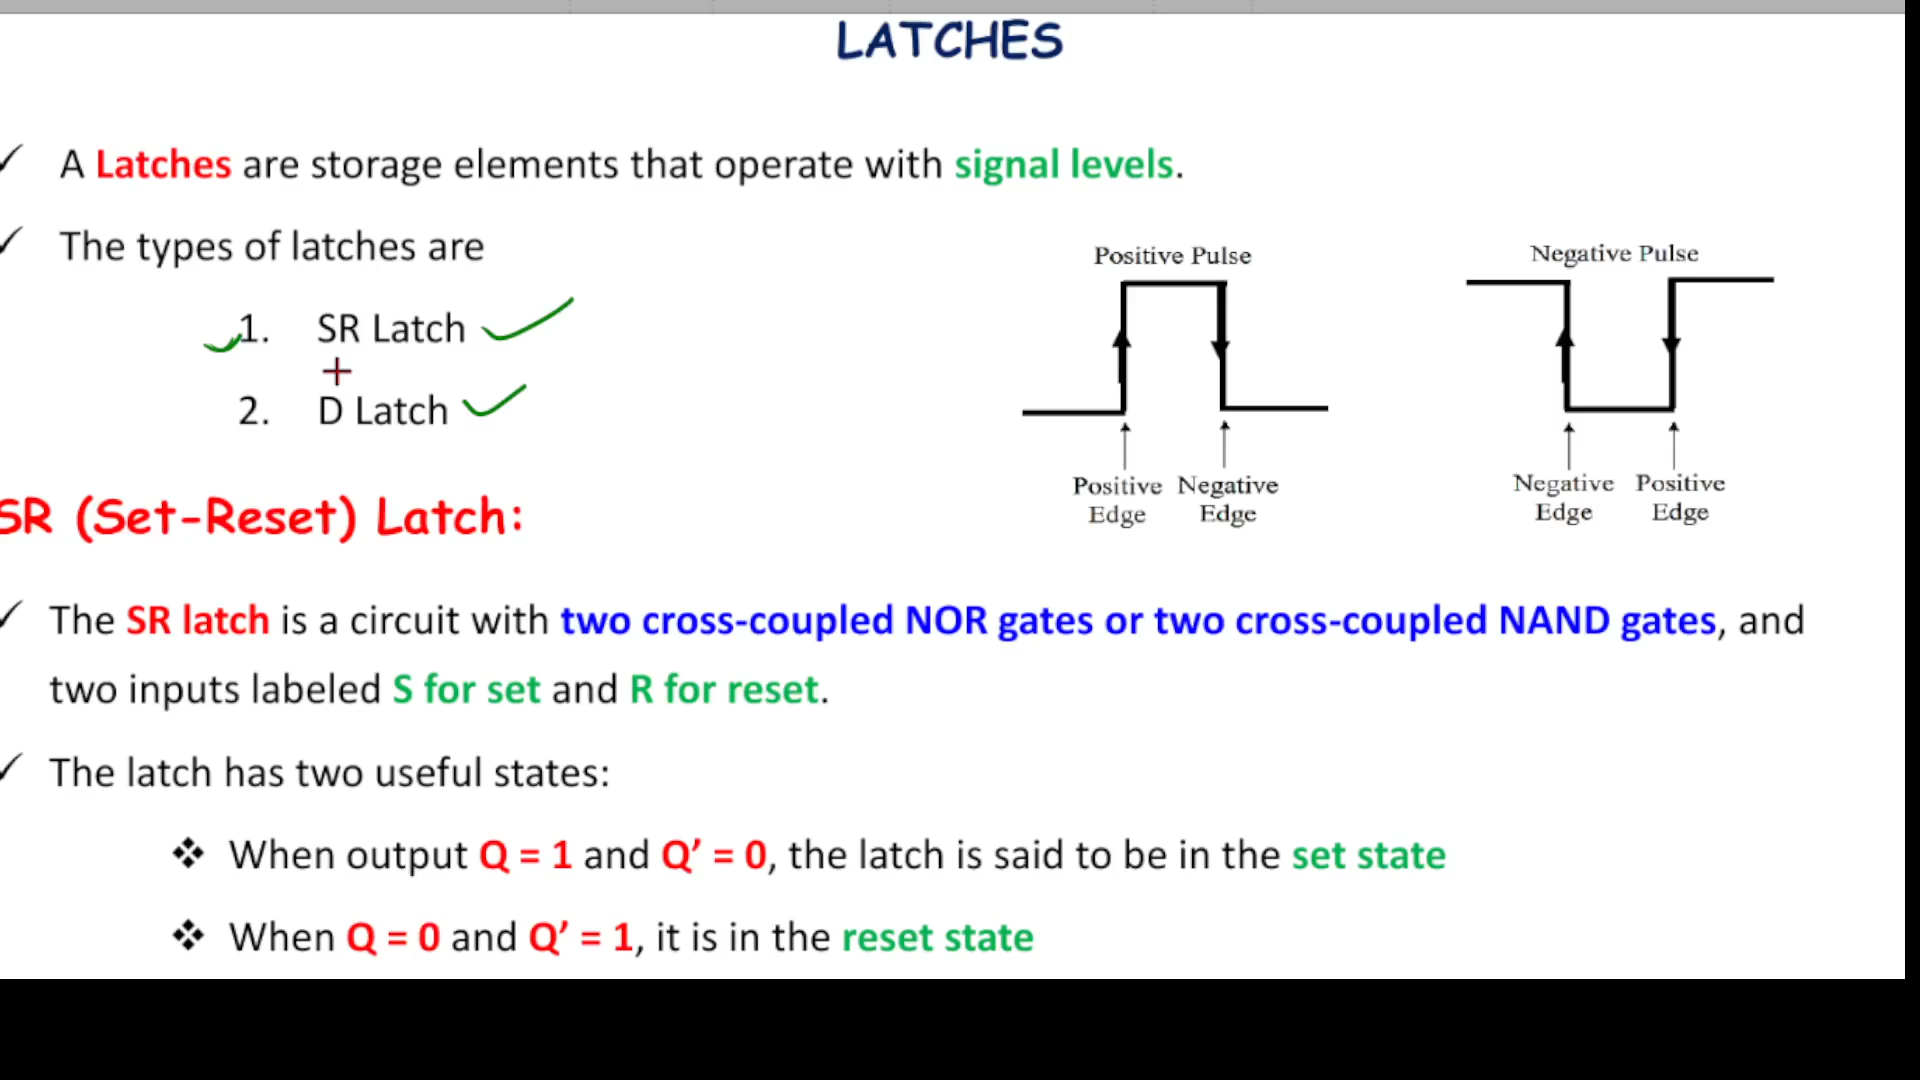 LATCHES
A Latches are storage elements that operate with signal levels.
The types of latches are
1. SR Latch
2. D Latch
Positive Pulse
Negative Pulse
Positive Edge
Negative Edge
Negative Edge
Positive Edge
SR (Set-Reset) Latch:
The SR latch is a circuit with two cross-coupled NOR gates or two cross-coupled NAND gates, and
two inputs labeled S for set and R for reset.
The latch has two useful states:
When output Q = 1 and Q’ = 0, the latch is said to be in the set state
When Q = 0 and Q’ = 1, it is in the reset state